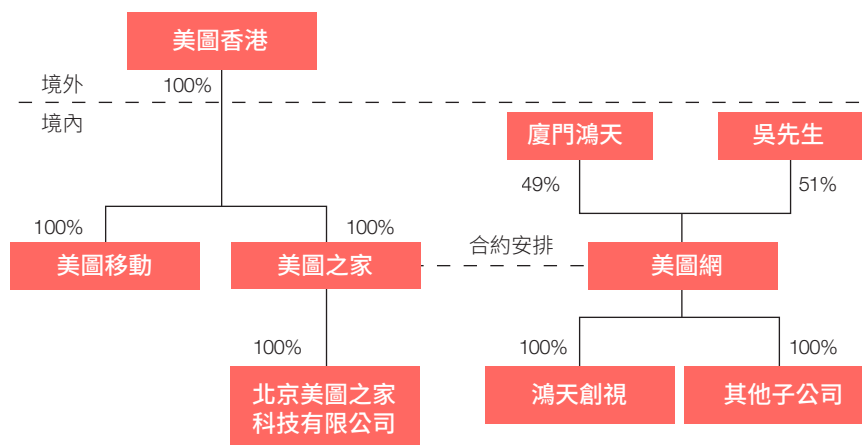 美圖香港
境外
100%
境內
廈門鴻天
吳先生
49%
51%
100%
100%
合約安排
美圖移動
美圖之家
美圖網
100%
100%
100%
北京美圖之家
科技有限公司
鴻天創視
其他子公司